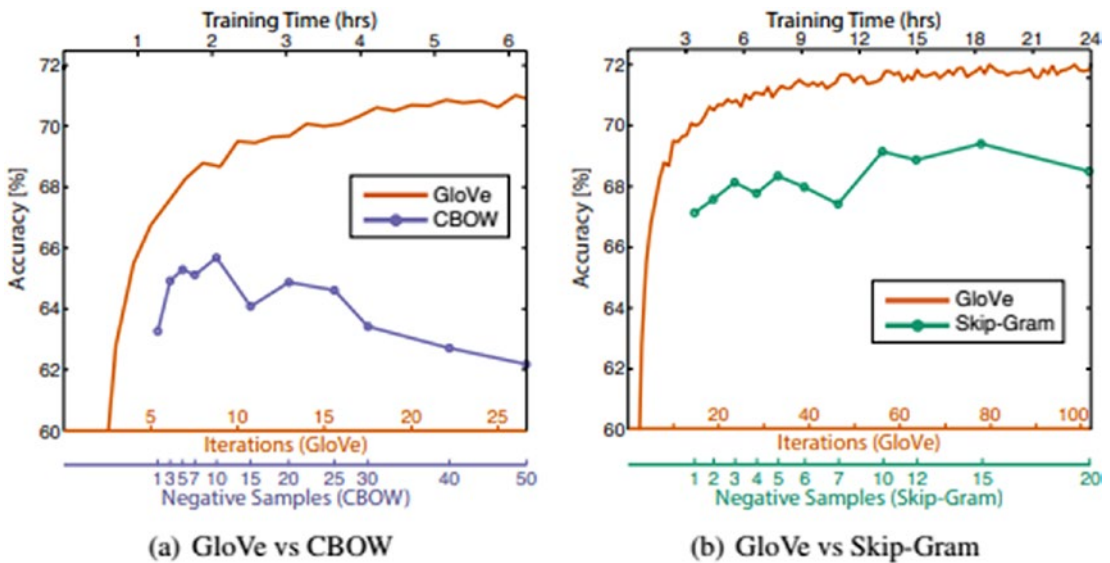 Training Time (hrs)
1 2 3 4 5 6
72
70
68
66
64
62
60
Accuracy [%]
GloVe
CBOW
5 10 15 20 25
Iterations (GloVe)
1 3 5 7 10 15 20 25 30 40 50
Negative Samples (CBOW)
(a) GloVe vs CBOW
Training Time (hrs)
3 6 9 12 15 18 21 24
72
70
68
66
64
62
60
Accuracy [%]
GloVe
Skip-Gram
20 40 60 80 100
Iterations (GloVe)
1 2 3 4 5 6 7 10 12 15 20
Negative Samples (Skip-Gram)
(b) GloVe vs Skip-Gram